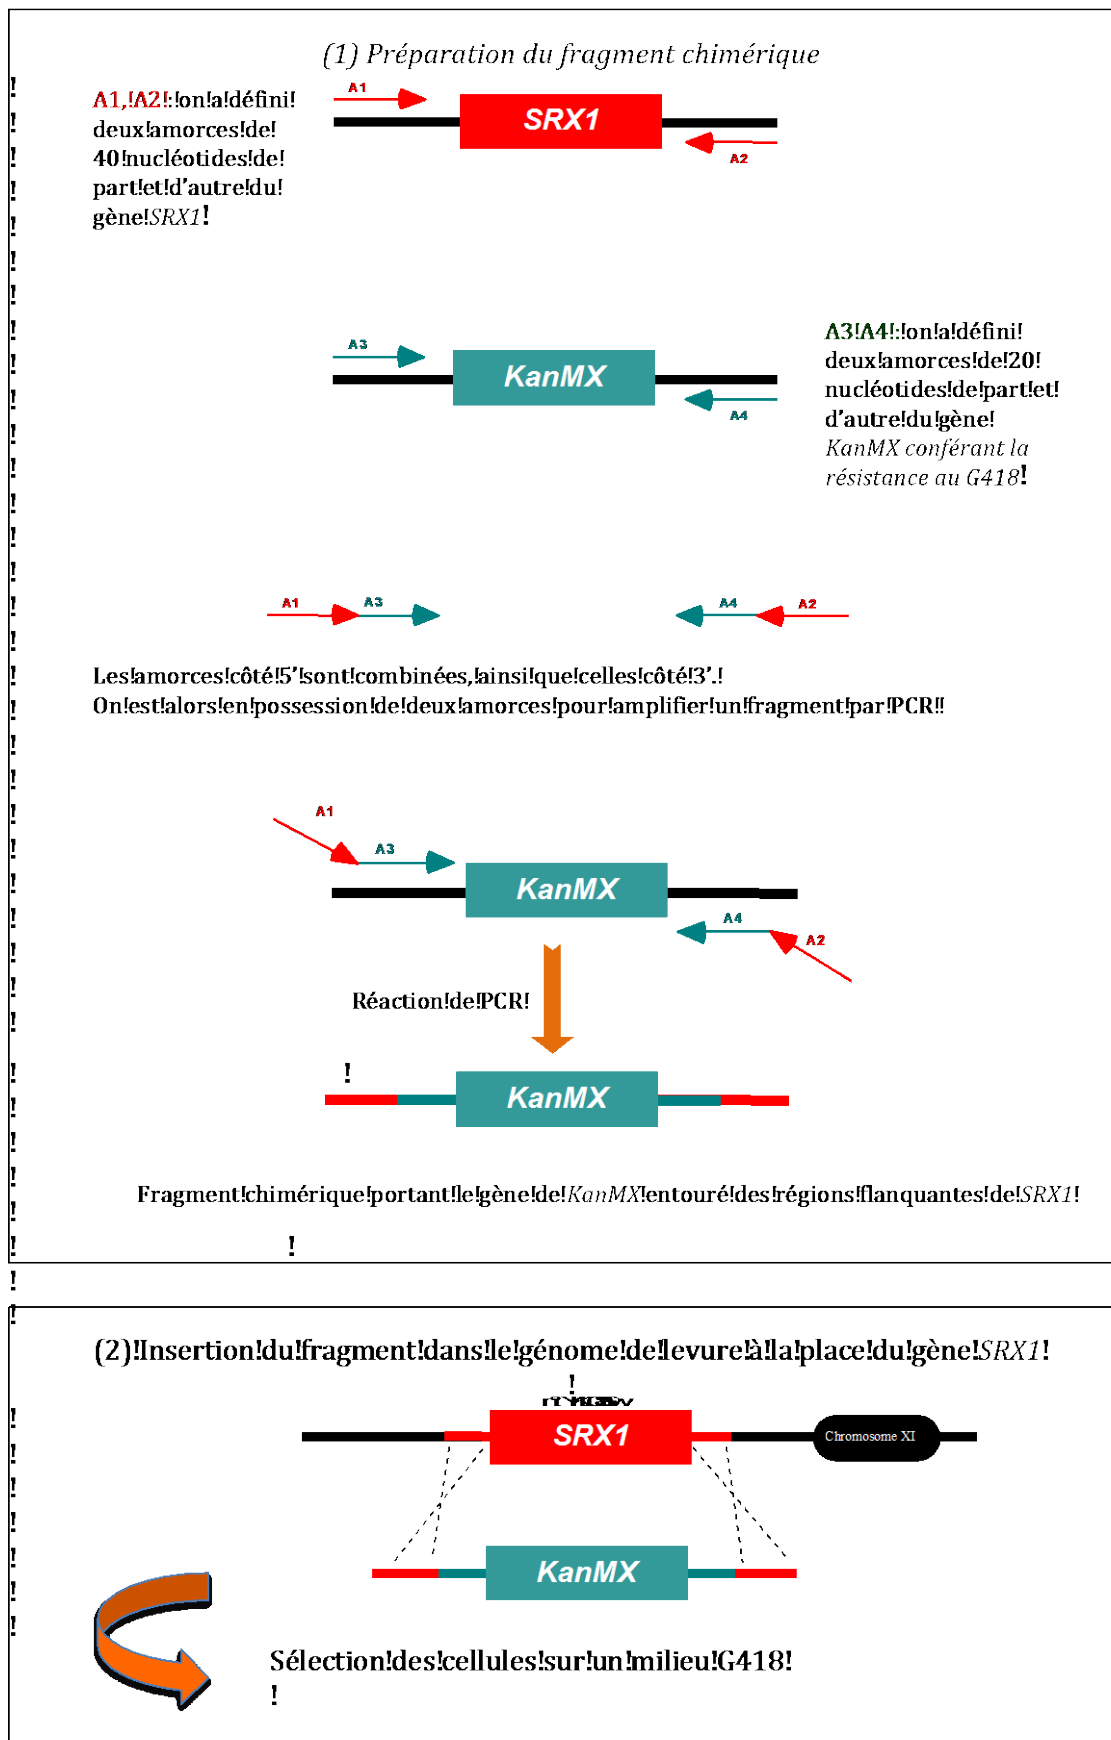 (1) Préparation du fragment chimérique
A1,!A2!:!on!a!défini!
deux!amorces!de!
40!nucléotides!de!
part!et!d'autre!du!
gène!SRX1!
A1
SRX1
A2
A3
KanMX
A4
A3!A4!:!on!a!défini!
deux!amorces!de!20!
nucléotides!de!part!et!
d'autre!du!gène!
KanMX conférant la
résistance au G418!
A1 A3 A4 A2
Les!amorces!côté!5'!sont!combinées,!ainsi!que!celles!côté!3'.!
On!est!alors!en!possession!de!deux!amorces!pour!amplifier!un!fragment!par!PCR!!
A1
A3
KanMX
A4
A2
Réaction!de!PCR!
!
KanMX
Fragment!chimérique!portant!le!gène!de!KanMX!entouré!des!régions!flanquantes!de!SRX1!
!
(2)!Insertion!du!fragment!dans!le!génome!de!levure!à!la!place!du!gène!SRX1!
!
SRX1
Chromosome XI
KanMX
Sélection!des!cellules!sur!un!milieu!G418!
!